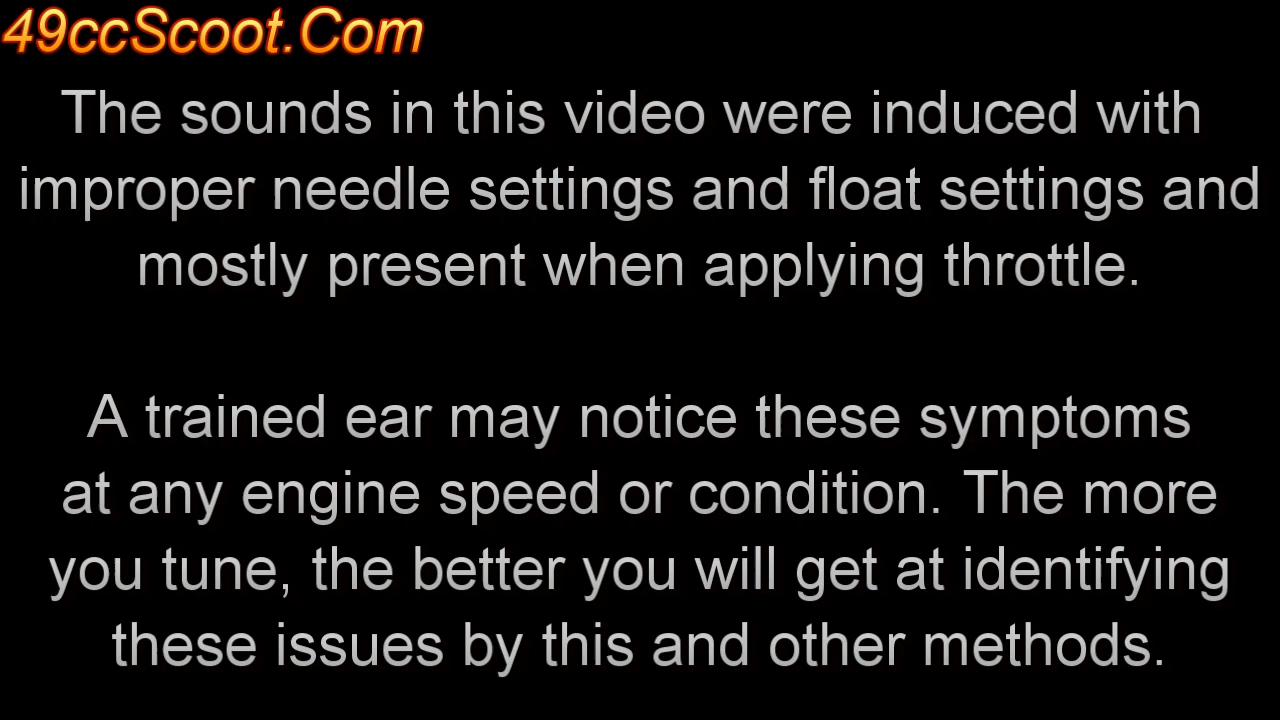 49ccScoot.Com
The sounds in this video were induced with
improper needle settings and float settings and
mostly present when applying throttle.
A trained ear may notice these symptoms
at any engine speed or condition. The more
you tune, the better you will get at identifying
these issues by this and other methods.